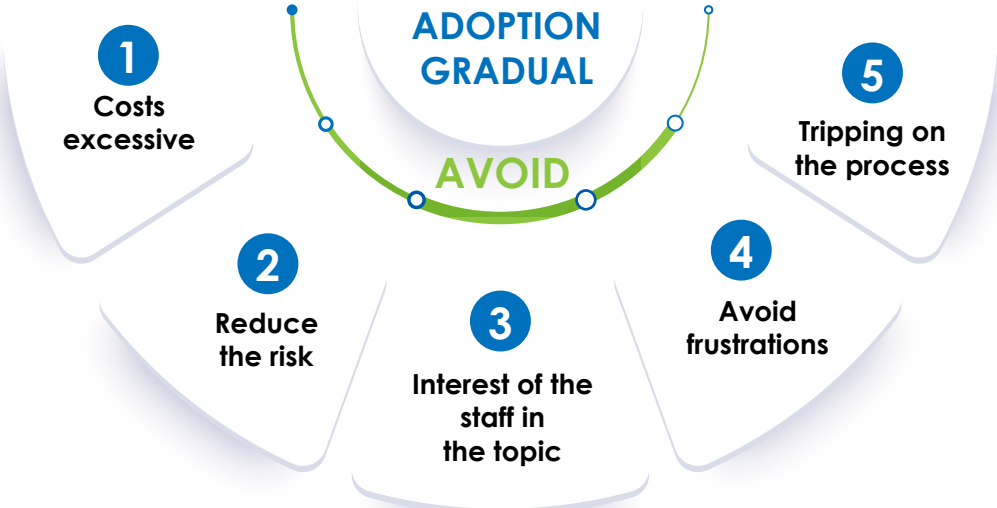 ADOPTION
GRADUAL
AVOID
1
Costs
excessive
2
Reduce
the risk
3
Interest of the
staff in
the topic
4
Avoid
frustrations
5
Tripping on
the process